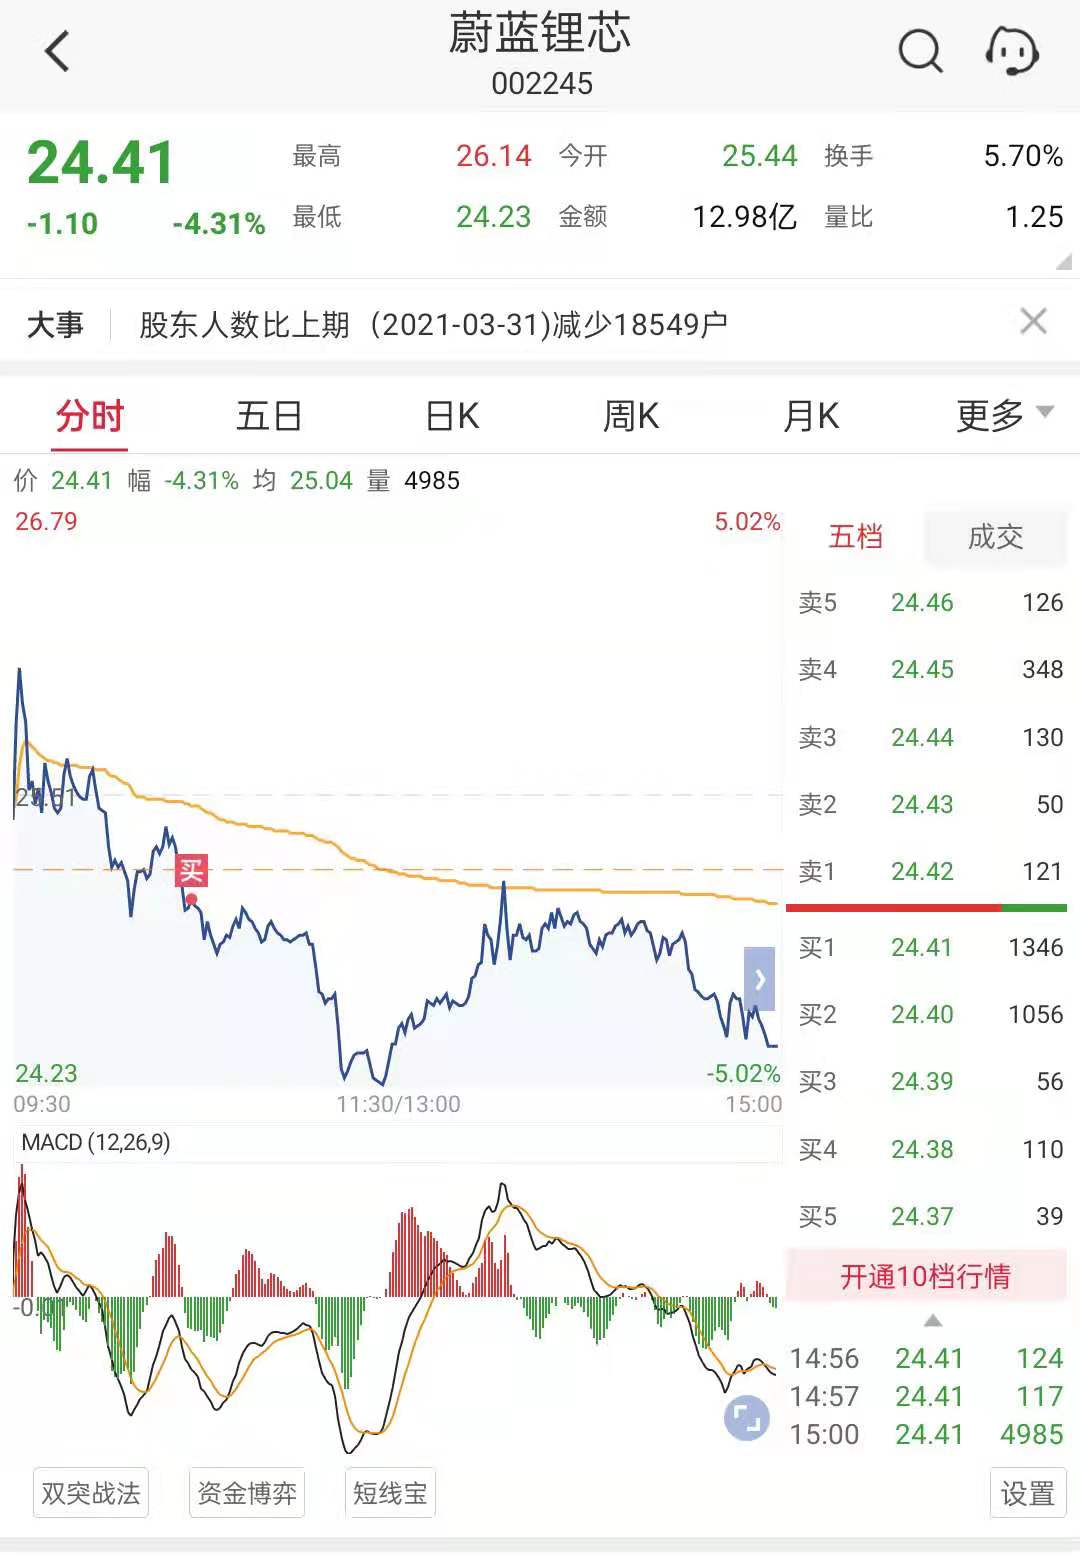 蔚蓝锂芯
002245
24.41
-1.10 -4.31%
最高 26.14 今开 25.44 换手 5.70%
最低 24.23 金额 12.98亿 量比 1.25
大事 股东人数比上期（2021-03-31)减少18549户
分时 五日 日K 周K 月K 更多
价 24.41 幅 -4.31% 均 25.04 量 4985
26.79 5.02%
25.51
买
24.23 -5.02%
09:30 11:30/13:00 15:00
MACD (12,26,9)
五档 成交
卖5 24.46 126
卖4 24.45 348
卖3 24.44 130
卖2 24.43 50
卖1 24.42 121
买1 24.41 1346
买2 24.40 1056
买3 24.39 56
买4 24.38 110
买5 24.37 39
开通10档行情
14:56 24.41 124
14:57 24.41 117
15:00 24.41 4985
双突战法 资金博弈 短线宝 设置